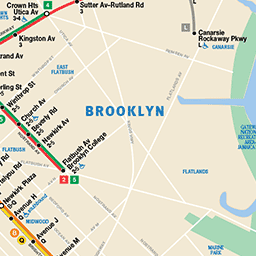 Crown Hts
Utica Av
3•4
Sutter Av-Rutland Rd
3
Kingston Av
3
L
Canarsie
Rockaway Pkwy
L
CANARSIE
EAST
FLATBUSH
Winthrop St
2•5
Church Av
2•5
Beverly Rd
2•5
Newkirk Av
2•5
Flatbush Av
Brooklyn College
2•5
2
5
BROOKLYN
FLATBUSH
FLATLANDS
GATEWAY
NATIONAL
RECREATION
MARINE
PARK
Newkirk Plaza
B•Q
Avenue H
MIDWOOD
B
Q
Avenue J
Avenue M